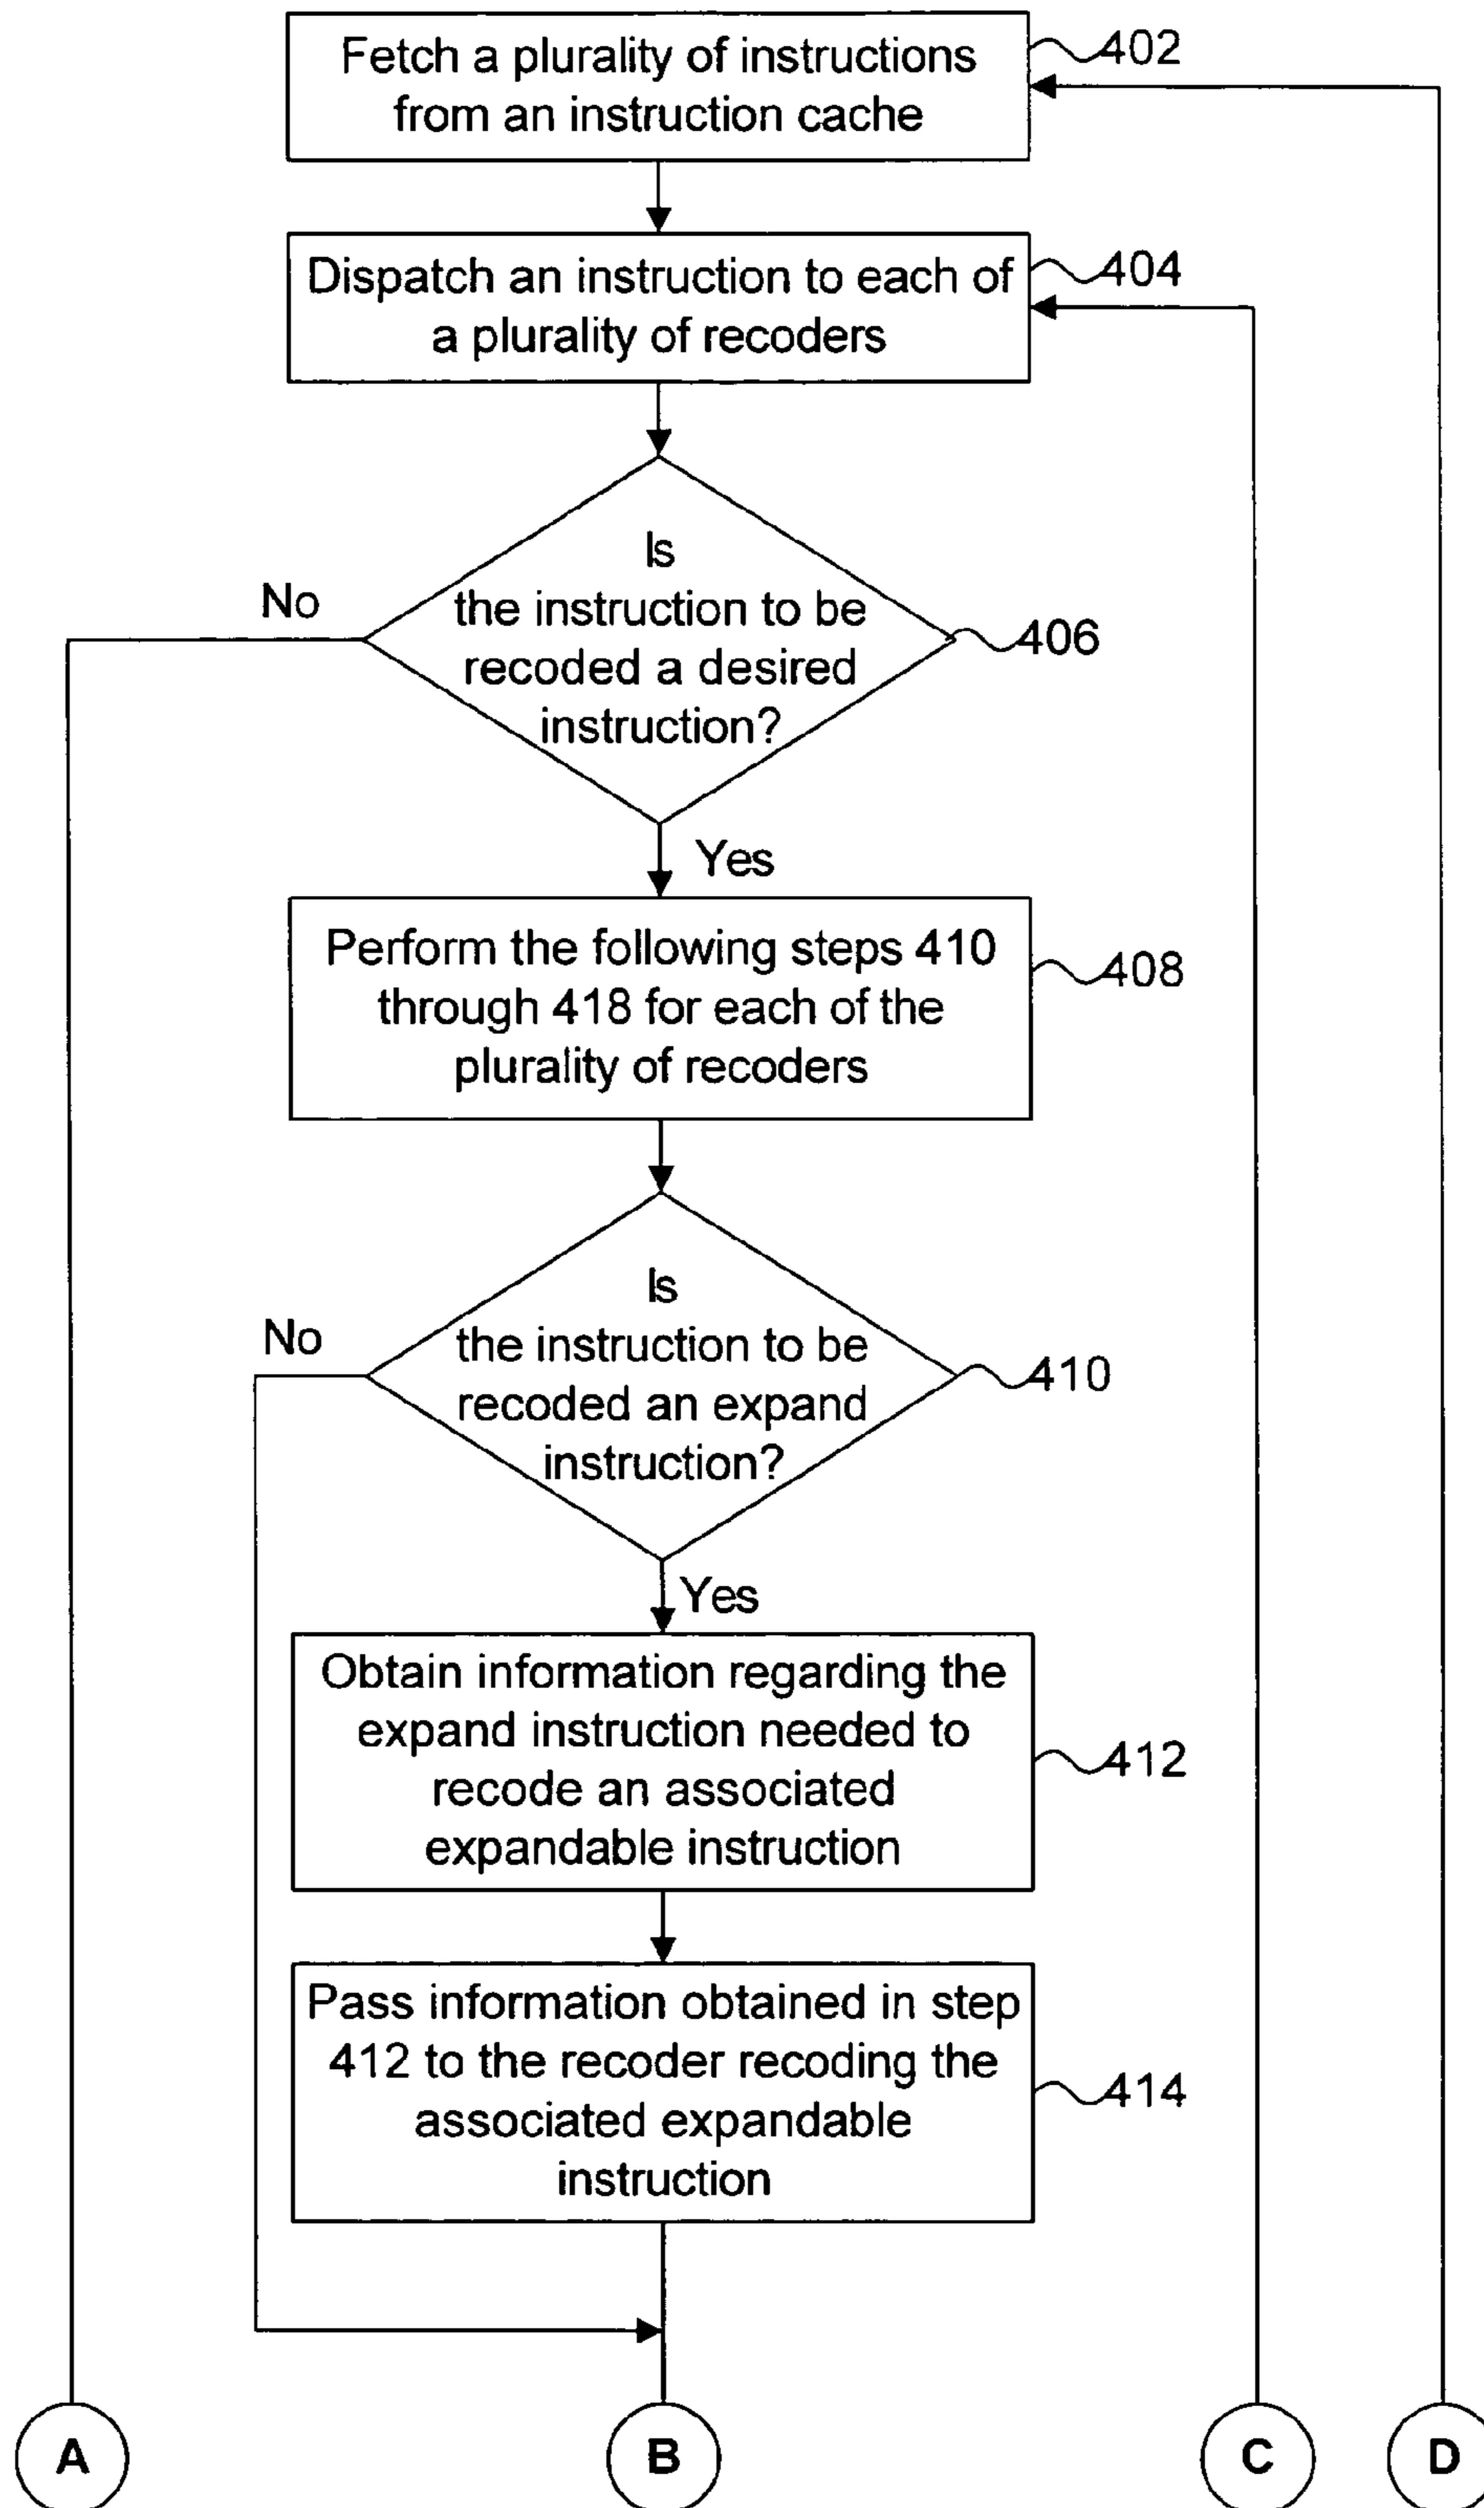 Fetch a plurality of instructions
from an instruction cache
402
Dispatch an instruction to each of
a plurality of recoders
404
Is
the instruction to be
recoded a desired
instruction?
No
406
Yes
Perform the following steps 410
through 418 for each of the
plurality of recoders
408
Is
the instruction to be
recoded an expand
instruction?
No
410
Yes
Obtain information regarding the
expand instruction needed to
recode an associated
expandable instruction
412
Pass information obtained in step
412 to the recoder recoding the
associated expandable
instruction
414
A
B
C
D